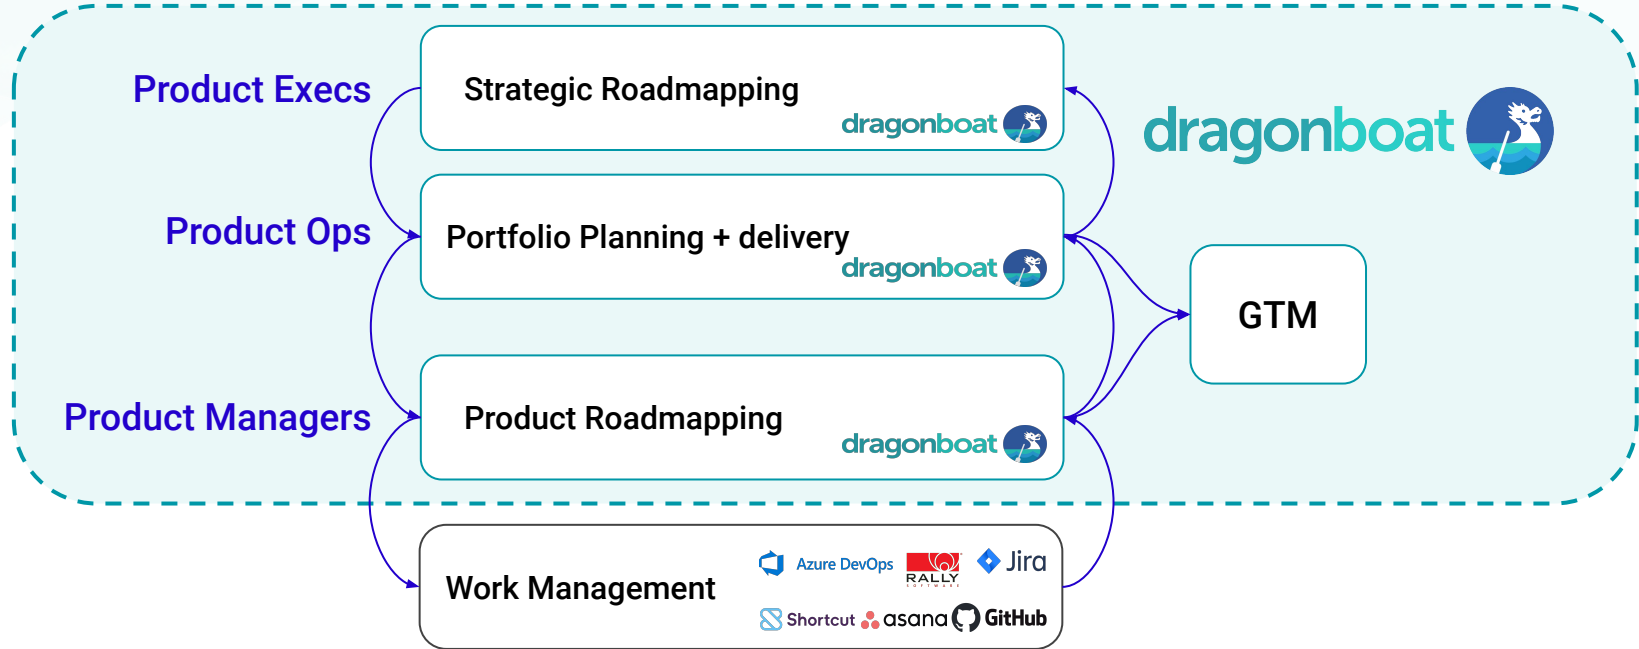 Product Execs
Strategic Roadmapping
dragonboat
dragonboat
Product Ops
Portfolio Planning + delivery
dragonboat
GTM
Product Managers
Product Roadmapping
dragonboat
Work Management
Azure DevOps
RALLY
SOFTWARE
Jira
Shortcut
asana
GitHub